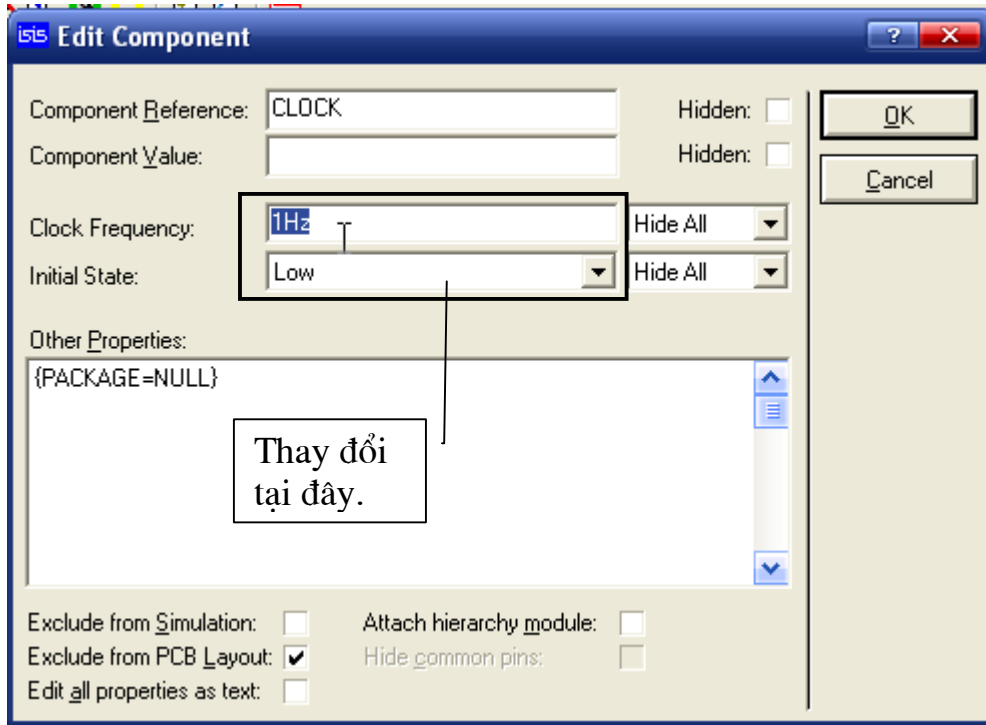 isis Edit Component
Component Reference: CLOCK Hidden:
Component Value: Hidden:
OK
Cancel
Clock Frequency: 1Hz Hide All
Initial State: Low Hide All
Other Properties:
{PACKAGE=NULL}
Thay đổi
tại đây.
Exclude from Simulation: Attach hierarchy module:
Exclude from PCB Layout: Hide common pins:
Edit all properties as text: